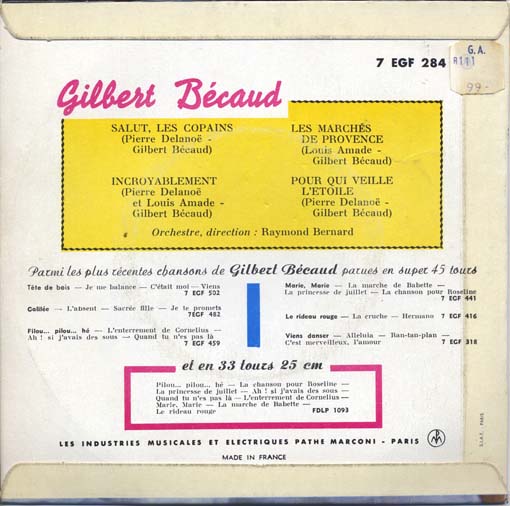 7 EGF 284
G. A.
99-
Gilbert Bécaud
SALUT, LES COPAINS
(Pierre Delanoë -
Gilbert Bécaud)
LES MARCHÉS
DE PROVENCE
(Louis Amade -
Gilbert Bécaud)
INCROYABLEMENT
(Pierre Delanoë
et Louis Amade -
Gilbert Bécaud)
POUR QUI VEILLE
L'ETOILE
(Pierre Delanoë -
Gilbert Bécaud)
Orchestre, direction : Raymond Bernard
Parmi les plus récentes chansons de Gilbert Bécaud parues en super 45 tours
Tête de bois — Je me balance — C'était moi — Viens
7 EGF 502
Galilée — L'absent — Sacrée fille — Je te promets
7EGF 482
Pilou... pilou... hé — L'enterrement de Cornelius —
Ah ! si j'avais des sous — Quand tu n'es pas là
7 EGF 459
Marie, Marie — La marche de Babette —
La princesse de juillet — La chanson pour Roseline
7 EGF 441
Le rideau rouge — La cruche — Hermano 7 EGF 416
Viens danser — Alleluia — Ran-tan-plan —
C'est merveilleux, l'amour 7 EGF 318
et en 33 tours 25 cm
Pilou... pilou... hé — La chanson pour Roseline —
La princesse de juillet — Ah ! si j'avais des sous —
Quand tu n'es pas là — L'enterrement de Cornelius —
Marie, Marie — La marche de Babette —
Le rideau rouge FDLP 1093
LES INDUSTRIES MUSICALES ET ELECTRIQUES PATHE MARCONI - PARIS
MADE IN FRANCE